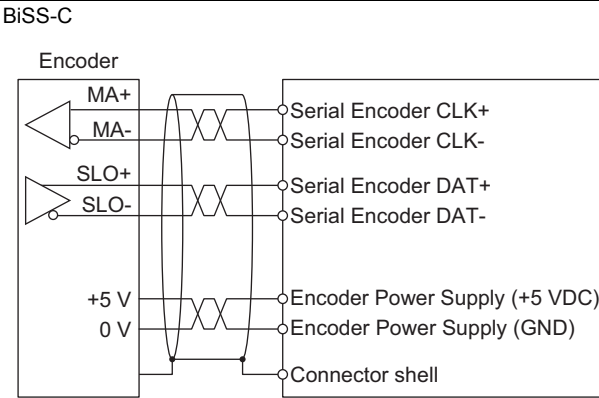 BiSS-C
Encoder
MA+
Serial Encoder CLK+
MA-
Serial Encoder CLK-
SLO+
Serial Encoder DAT+
SLO-
Serial Encoder DAT-
+5 V
Encoder Power Supply (+5 VDC)
0 V
Encoder Power Supply (GND)
Connector shell